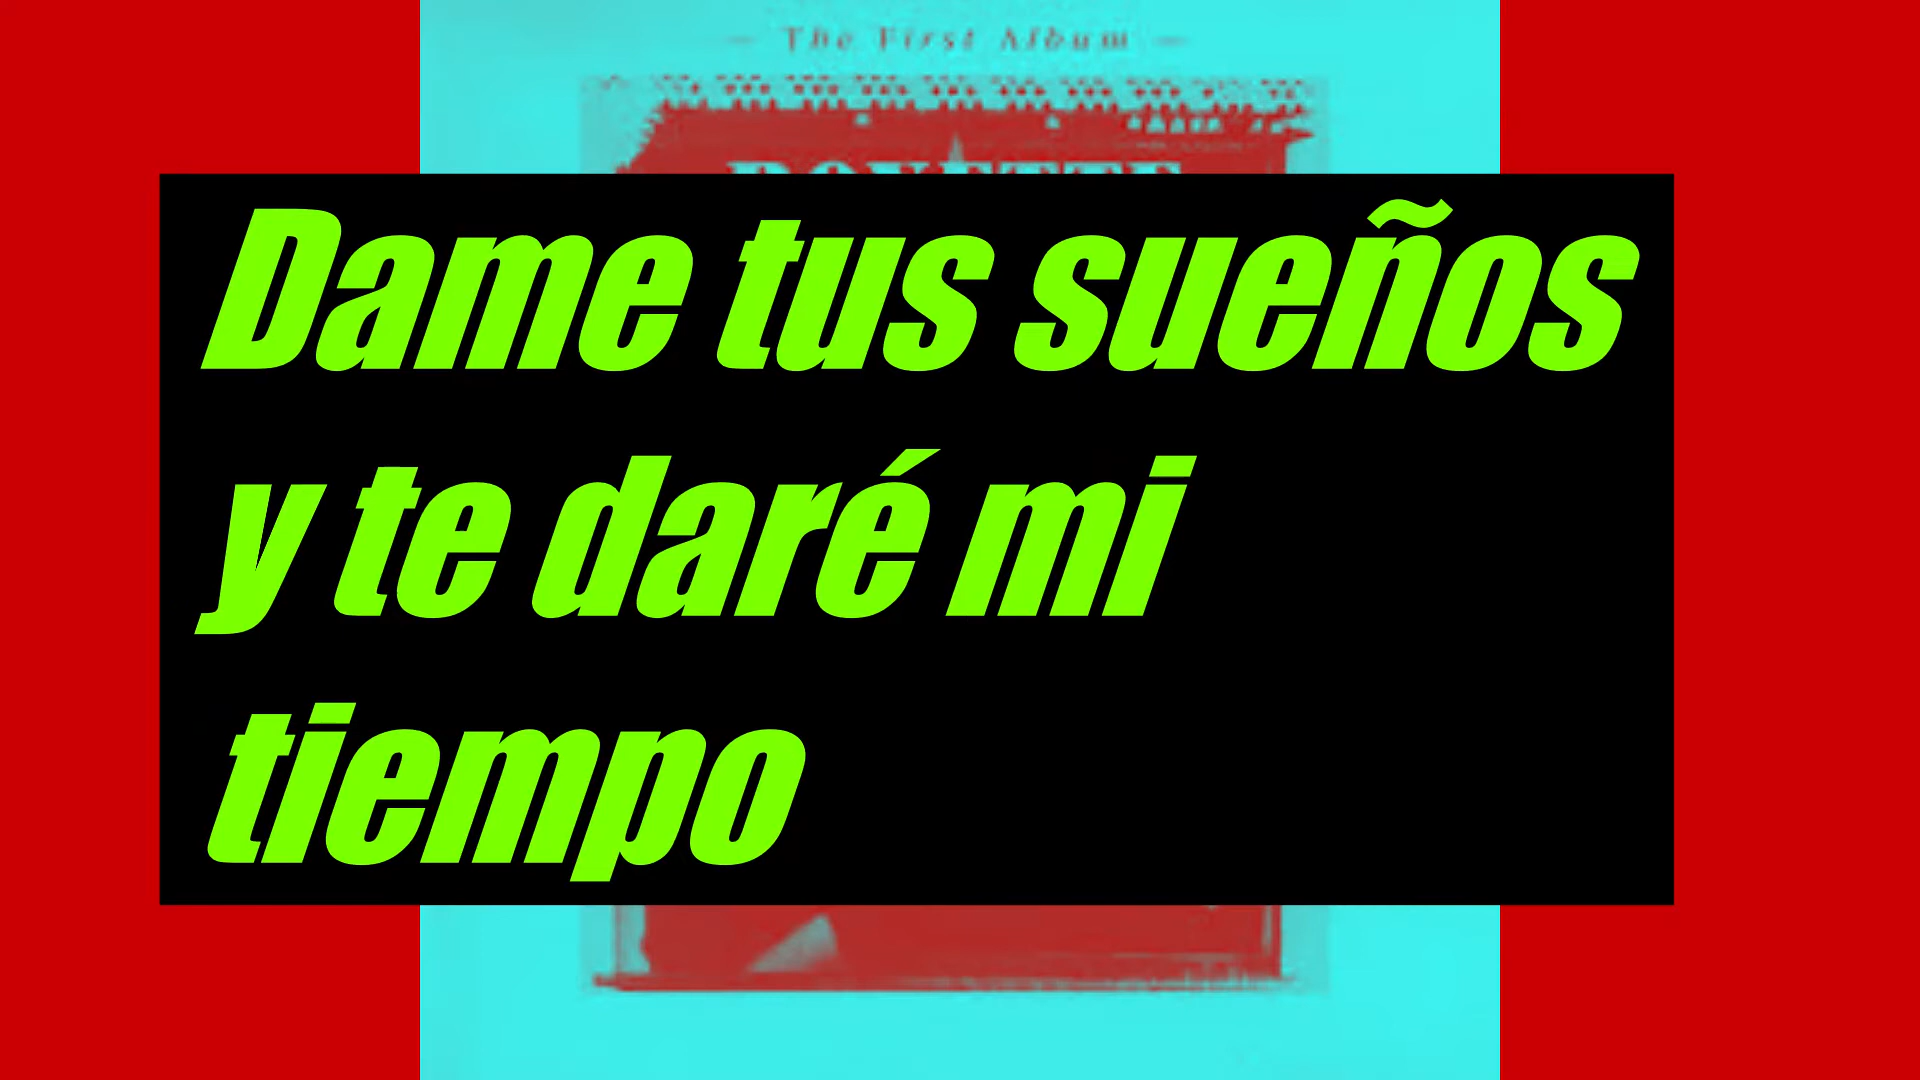 — The First Album —
Dame tus sueños
y te daré mi
tiempo